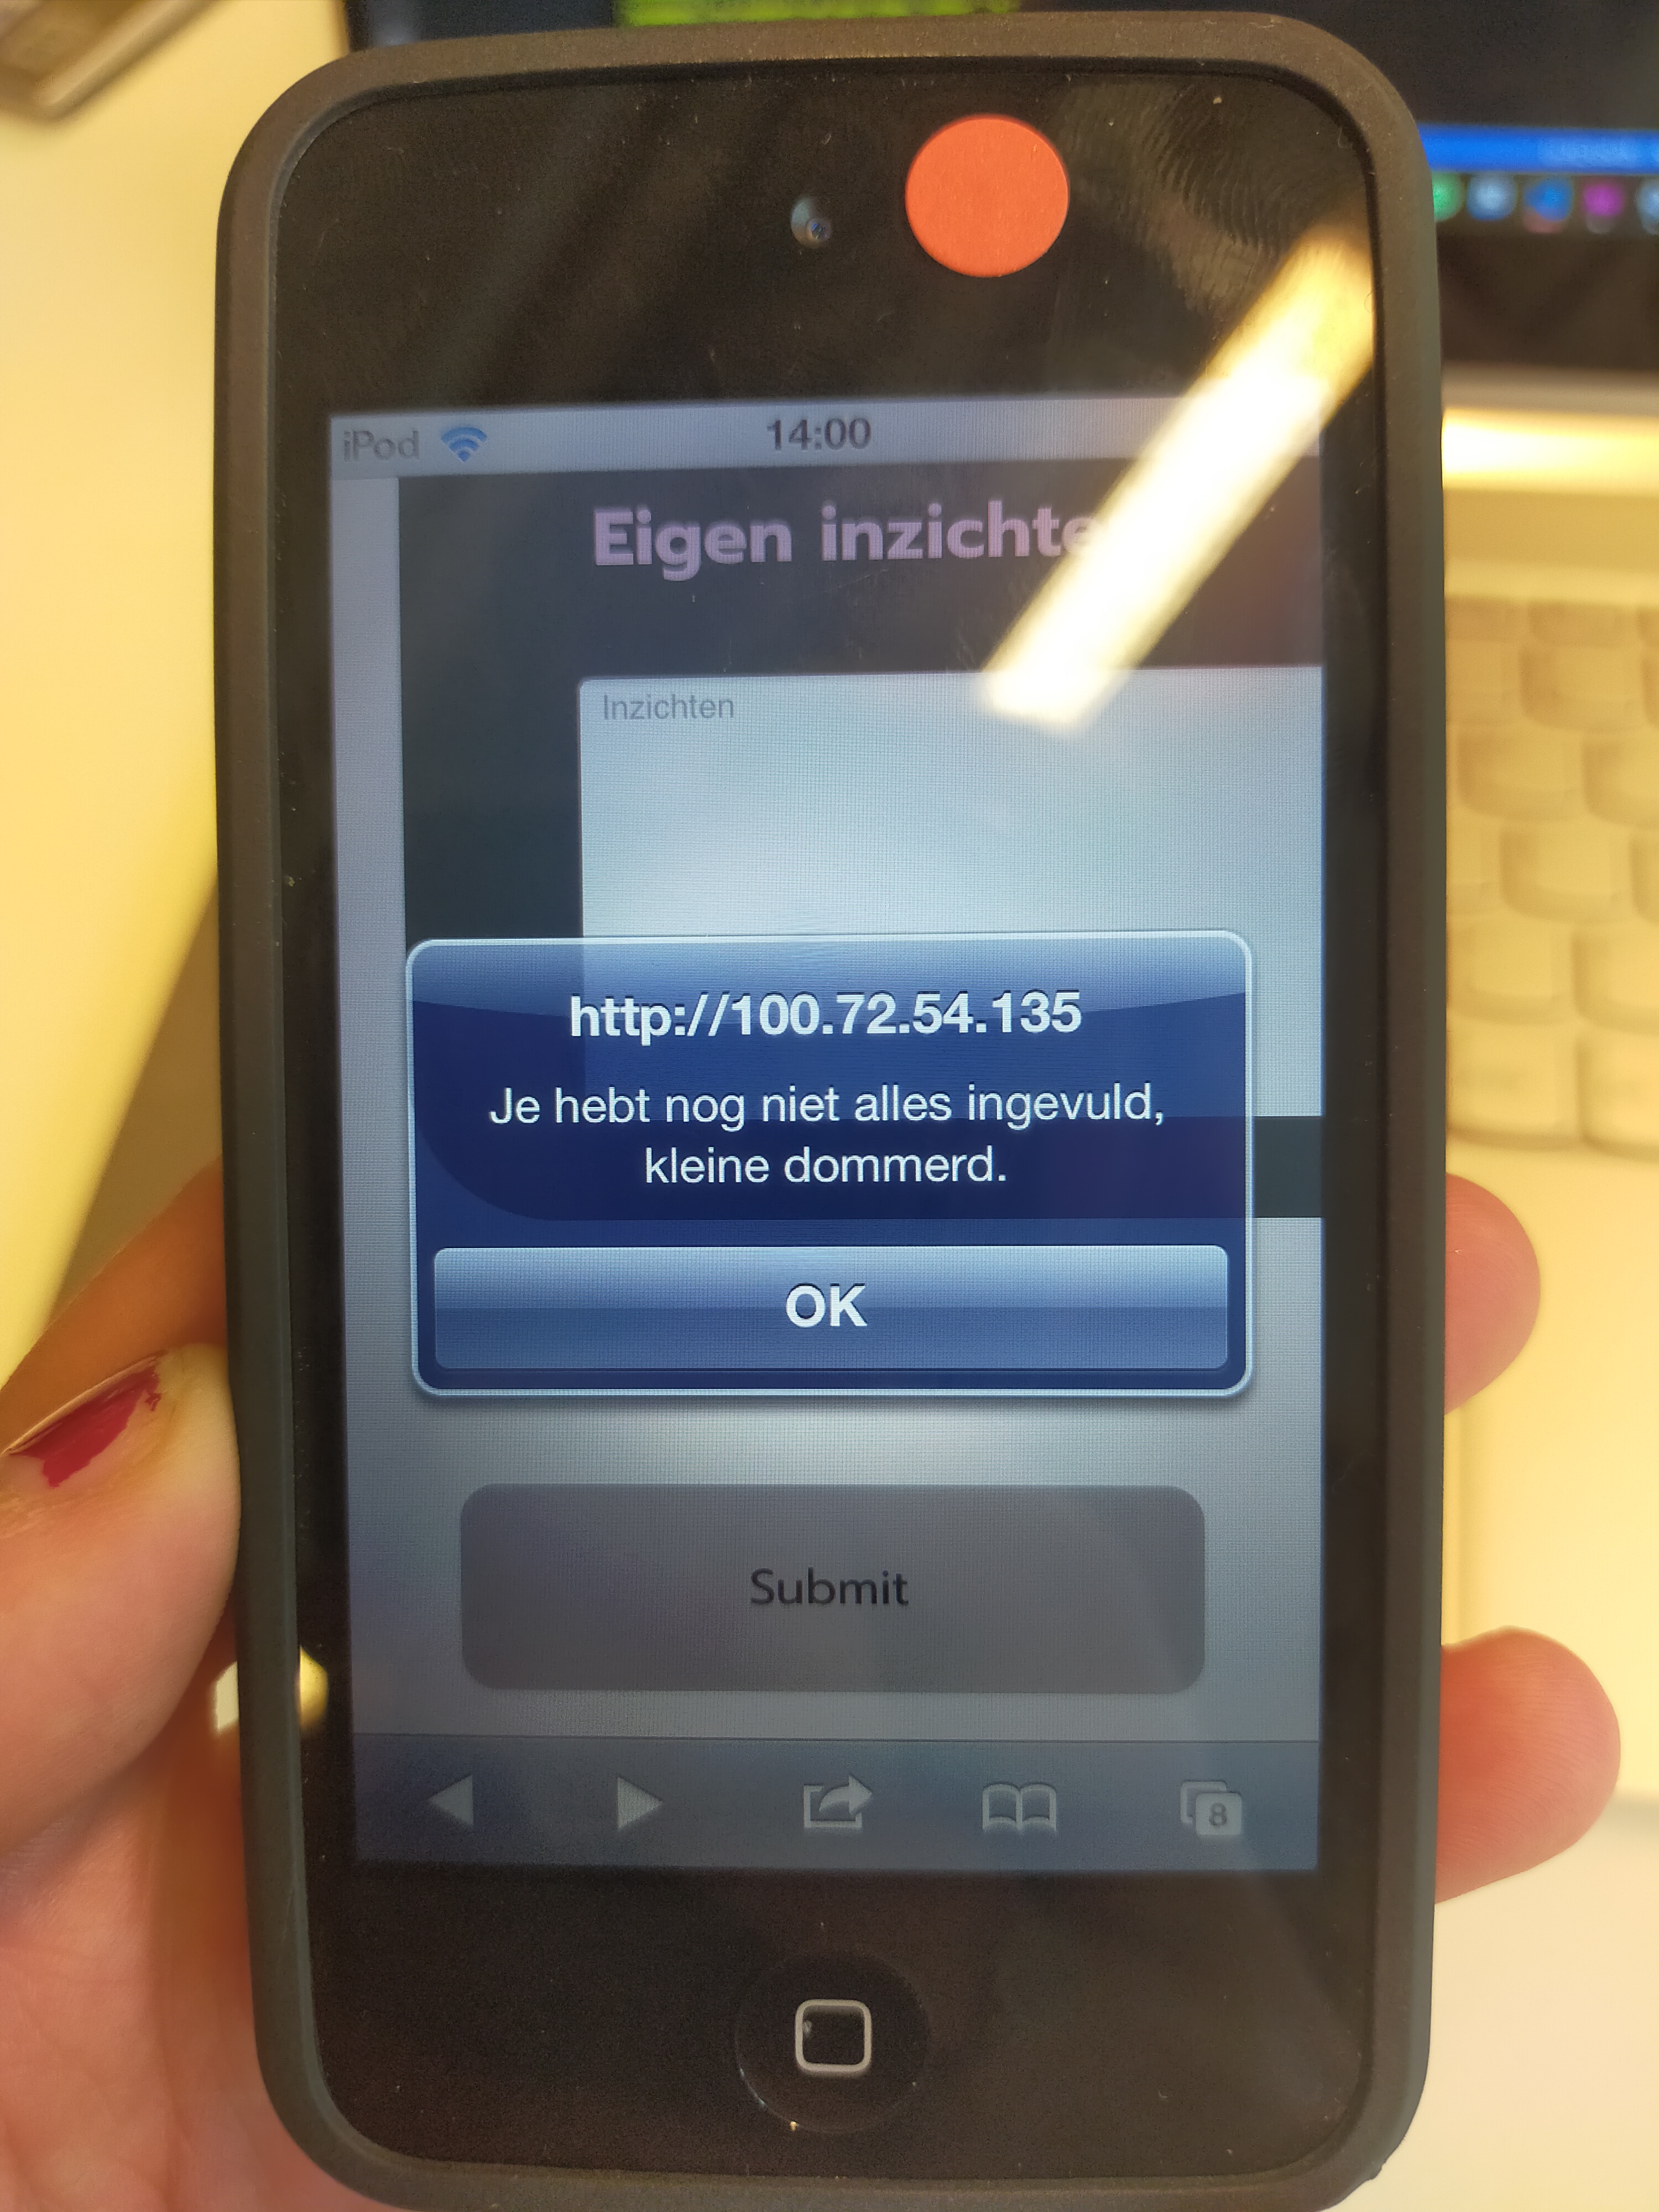 iPod 14:00
Eigen inzichte
Inzichten
http://100.72.54.135
Je hebt nog niet alles ingevuld,
kleine dommerd.
OK
Submit
8